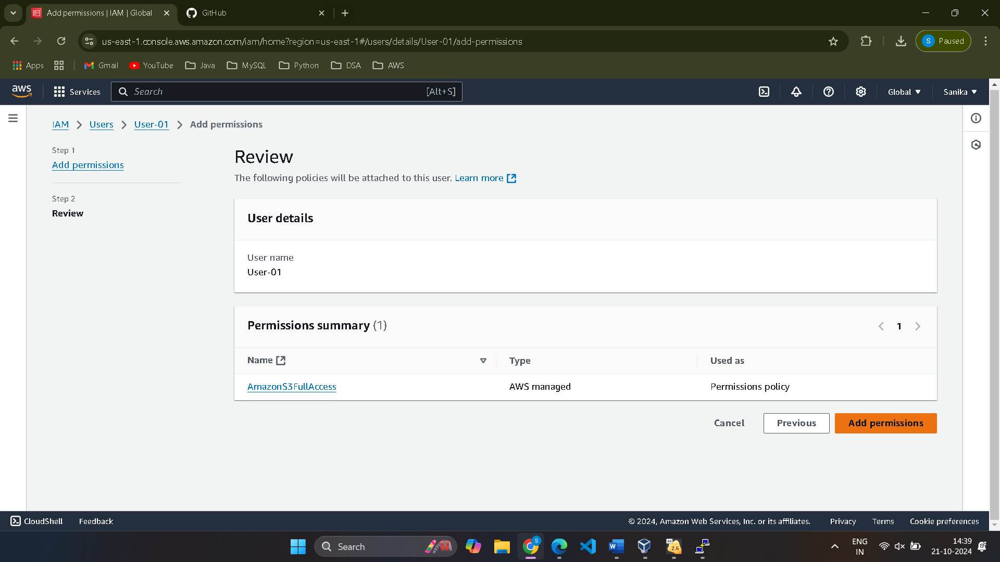 Add permissions | IAM | Global
GitHub
us-east-1.console.aws.amazon.com/iam/home?region=us-east-1#/users/details/User-01/add-permissions
S Paused
Apps
Gmail
YouTube
Java
MySQL
Python
DSA
AWS
aws
Services
Search
[Alt+S]
Global
Sanika
IAM
Users
User-01
Add permissions
Step 1
Add permissions
Step 2
Review
Review
The following policies will be attached to this user. Learn more
User details
User name
User-01
Permissions summary (1)
1
Name
Type
Used as
AmazonS3FullAccess
AWS managed
Permissions policy
Cancel
Previous
Add permissions
CloudShell
Feedback
© 2024, Amazon Web Services, Inc. or its affiliates.
Privacy
Terms
Cookie preferences
Search
S
W
64
2.6
ENG
IN
14:39
21-10-2024